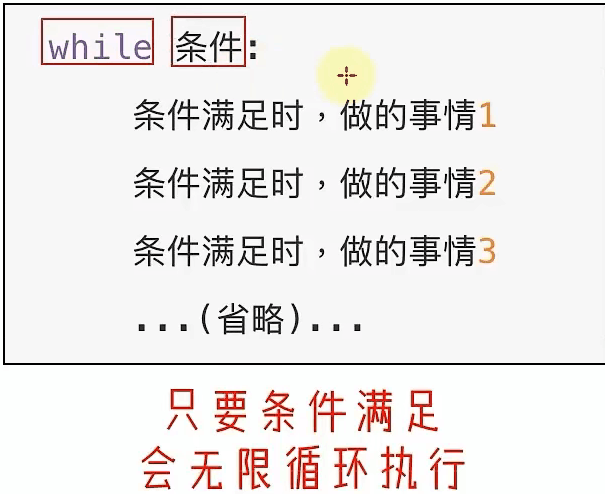 while 条件:
条件满足时，做的事情1
条件满足时，做的事情2
条件满足时，做的事情3
...(省略)...
只要条件满足
会无限循环执行